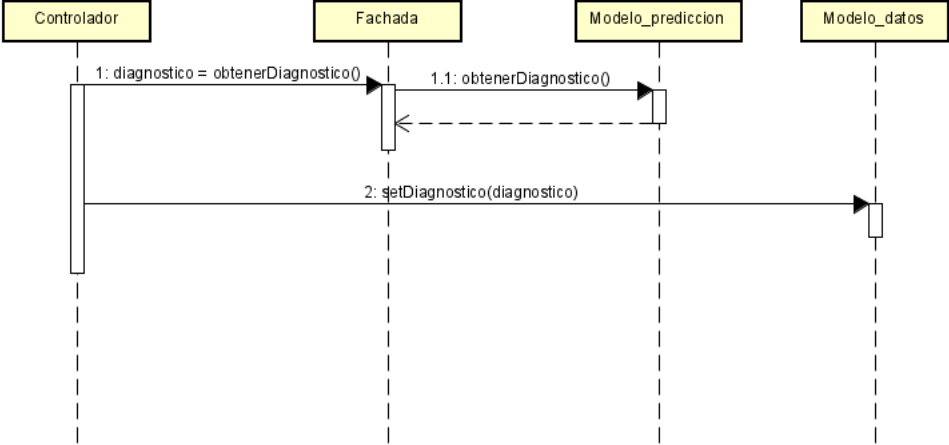 Controlador
Fachada
Modelo_prediccion
Modelo_datos
1: diagnostico = obtenerDiagnostico()
1.1: obtenerDiagnostico()
2: setDiagnostico(diagnostico)